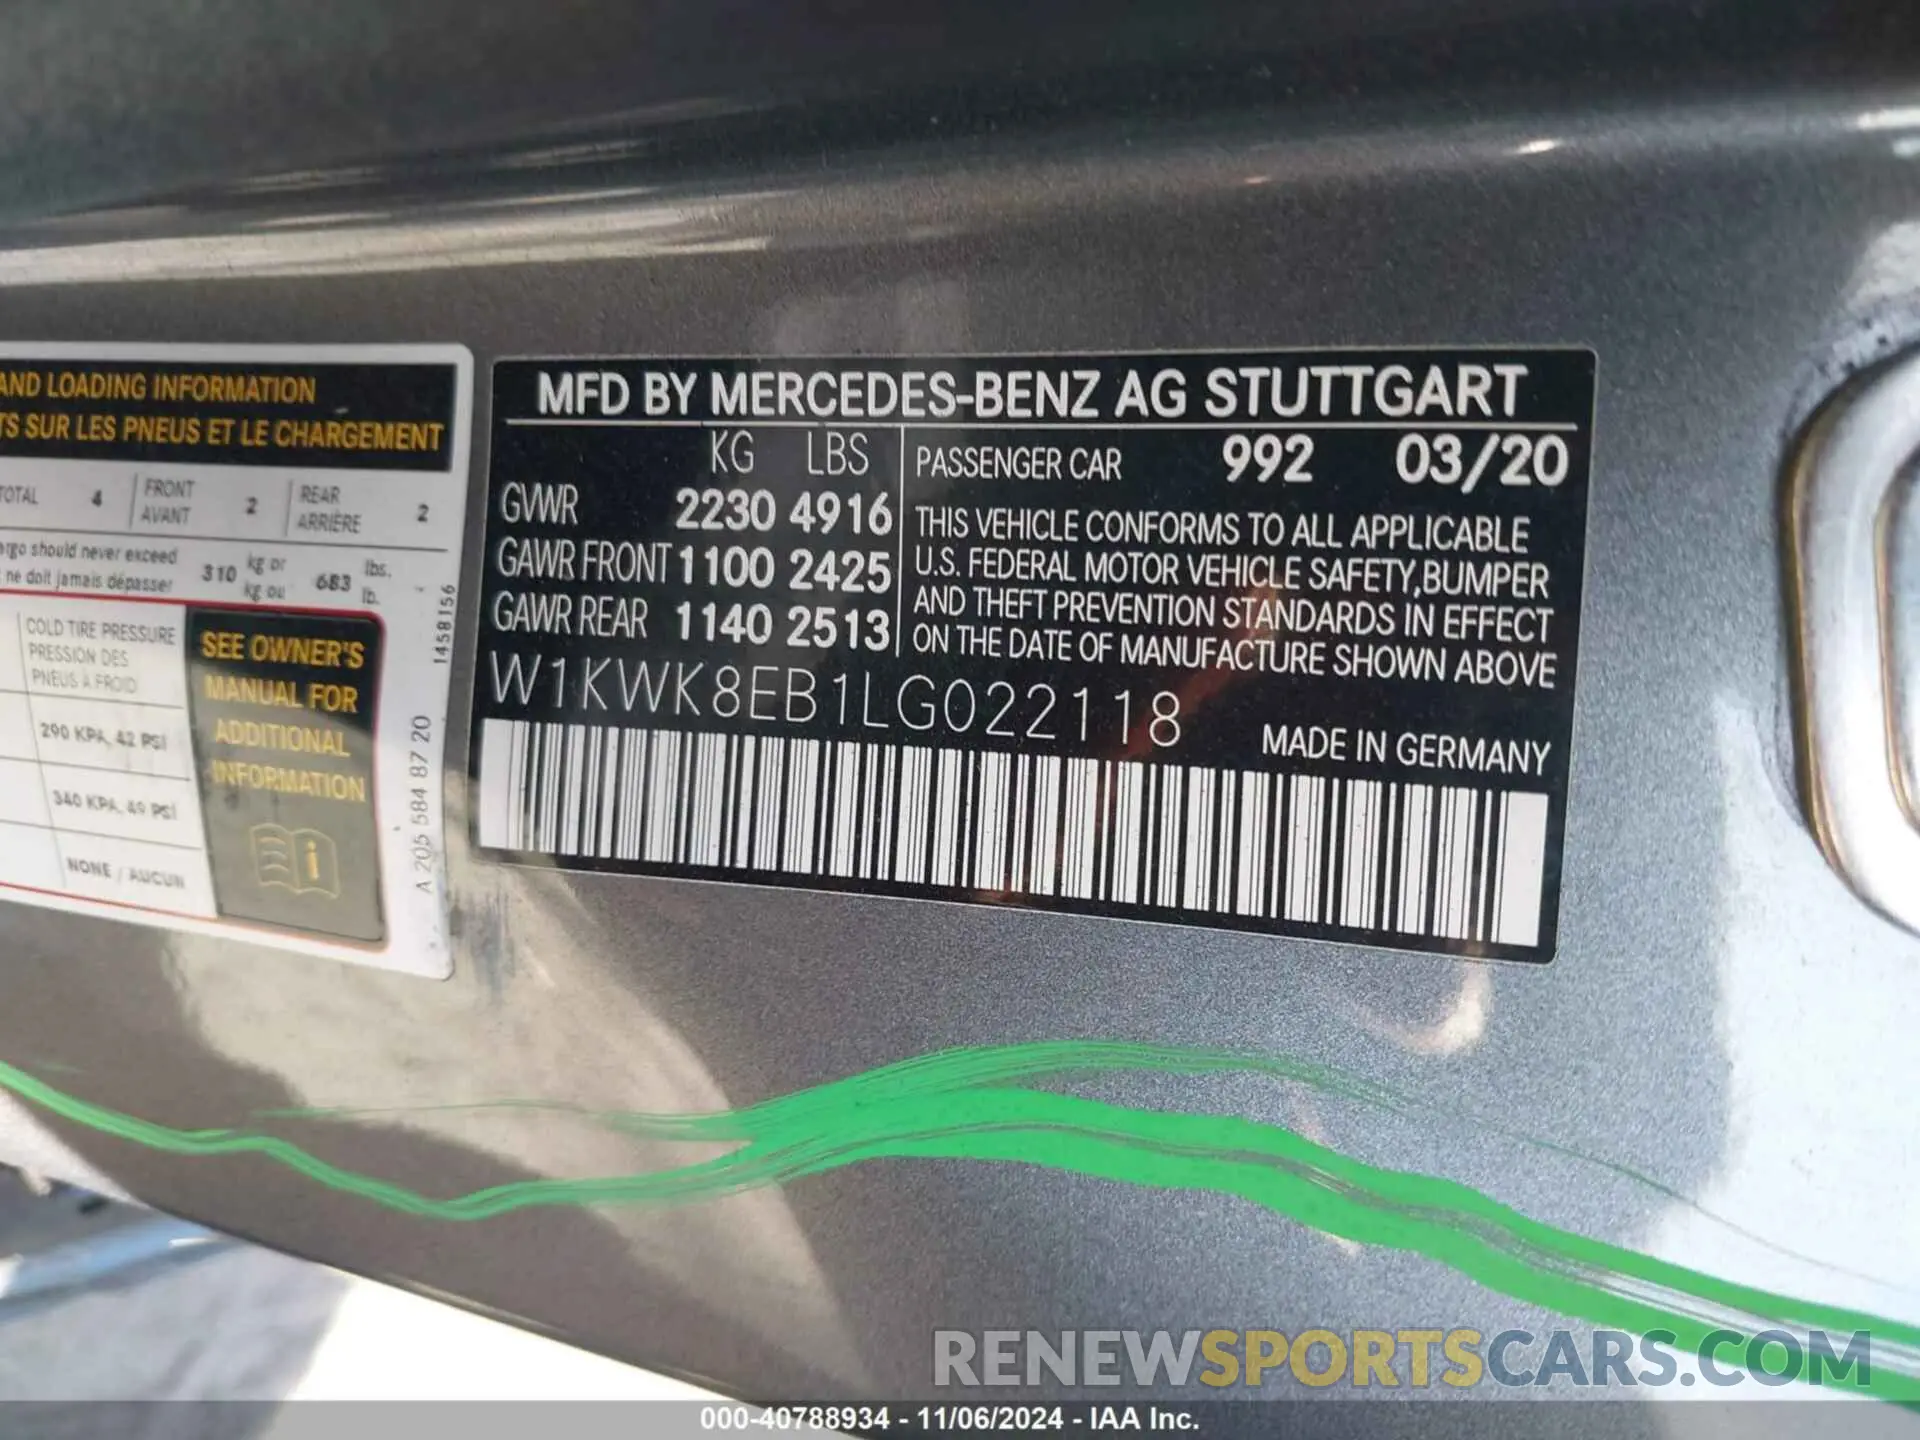 AND LOADING INFORMATION
TS SUR LES PNEUS ET LE CHARGEMENT
TOTAL 4 FRONT AVANT 2 REAR ARRIÈRE 2
argo should never exceed
ne doit jamais dépasser
310 kg or kg ou 683 lbs. lb.
COLD TIRE PRESSURE
PRESSION DES
PNEUS À FROID
290 KPA, 42 PSI
340 KPA, 49 PSI
NONE / AUCUN
SEE OWNER'S
MANUAL FOR
ADDITIONAL
INFORMATION
i
1458156
A 205 584 87 20
MFD BY MERCEDES-BENZ AG STUTTGART
KG LBS
GVWR 2230 4916
GAWR FRONT 1100 2425
GAWR REAR 1140 2513
PASSENGER CAR 992 03/20
THIS VEHICLE CONFORMS TO ALL APPLICABLE
U.S. FEDERAL MOTOR VEHICLE SAFETY,BUMPER
AND THEFT PREVENTION STANDARDS IN EFFECT
ON THE DATE OF MANUFACTURE SHOWN ABOVE
W1KWK8EB1LG022118
MADE IN GERMANY
RENEWSPORTSCARS.COM
000-40788934 - 11/06/2024 - IAA Inc.